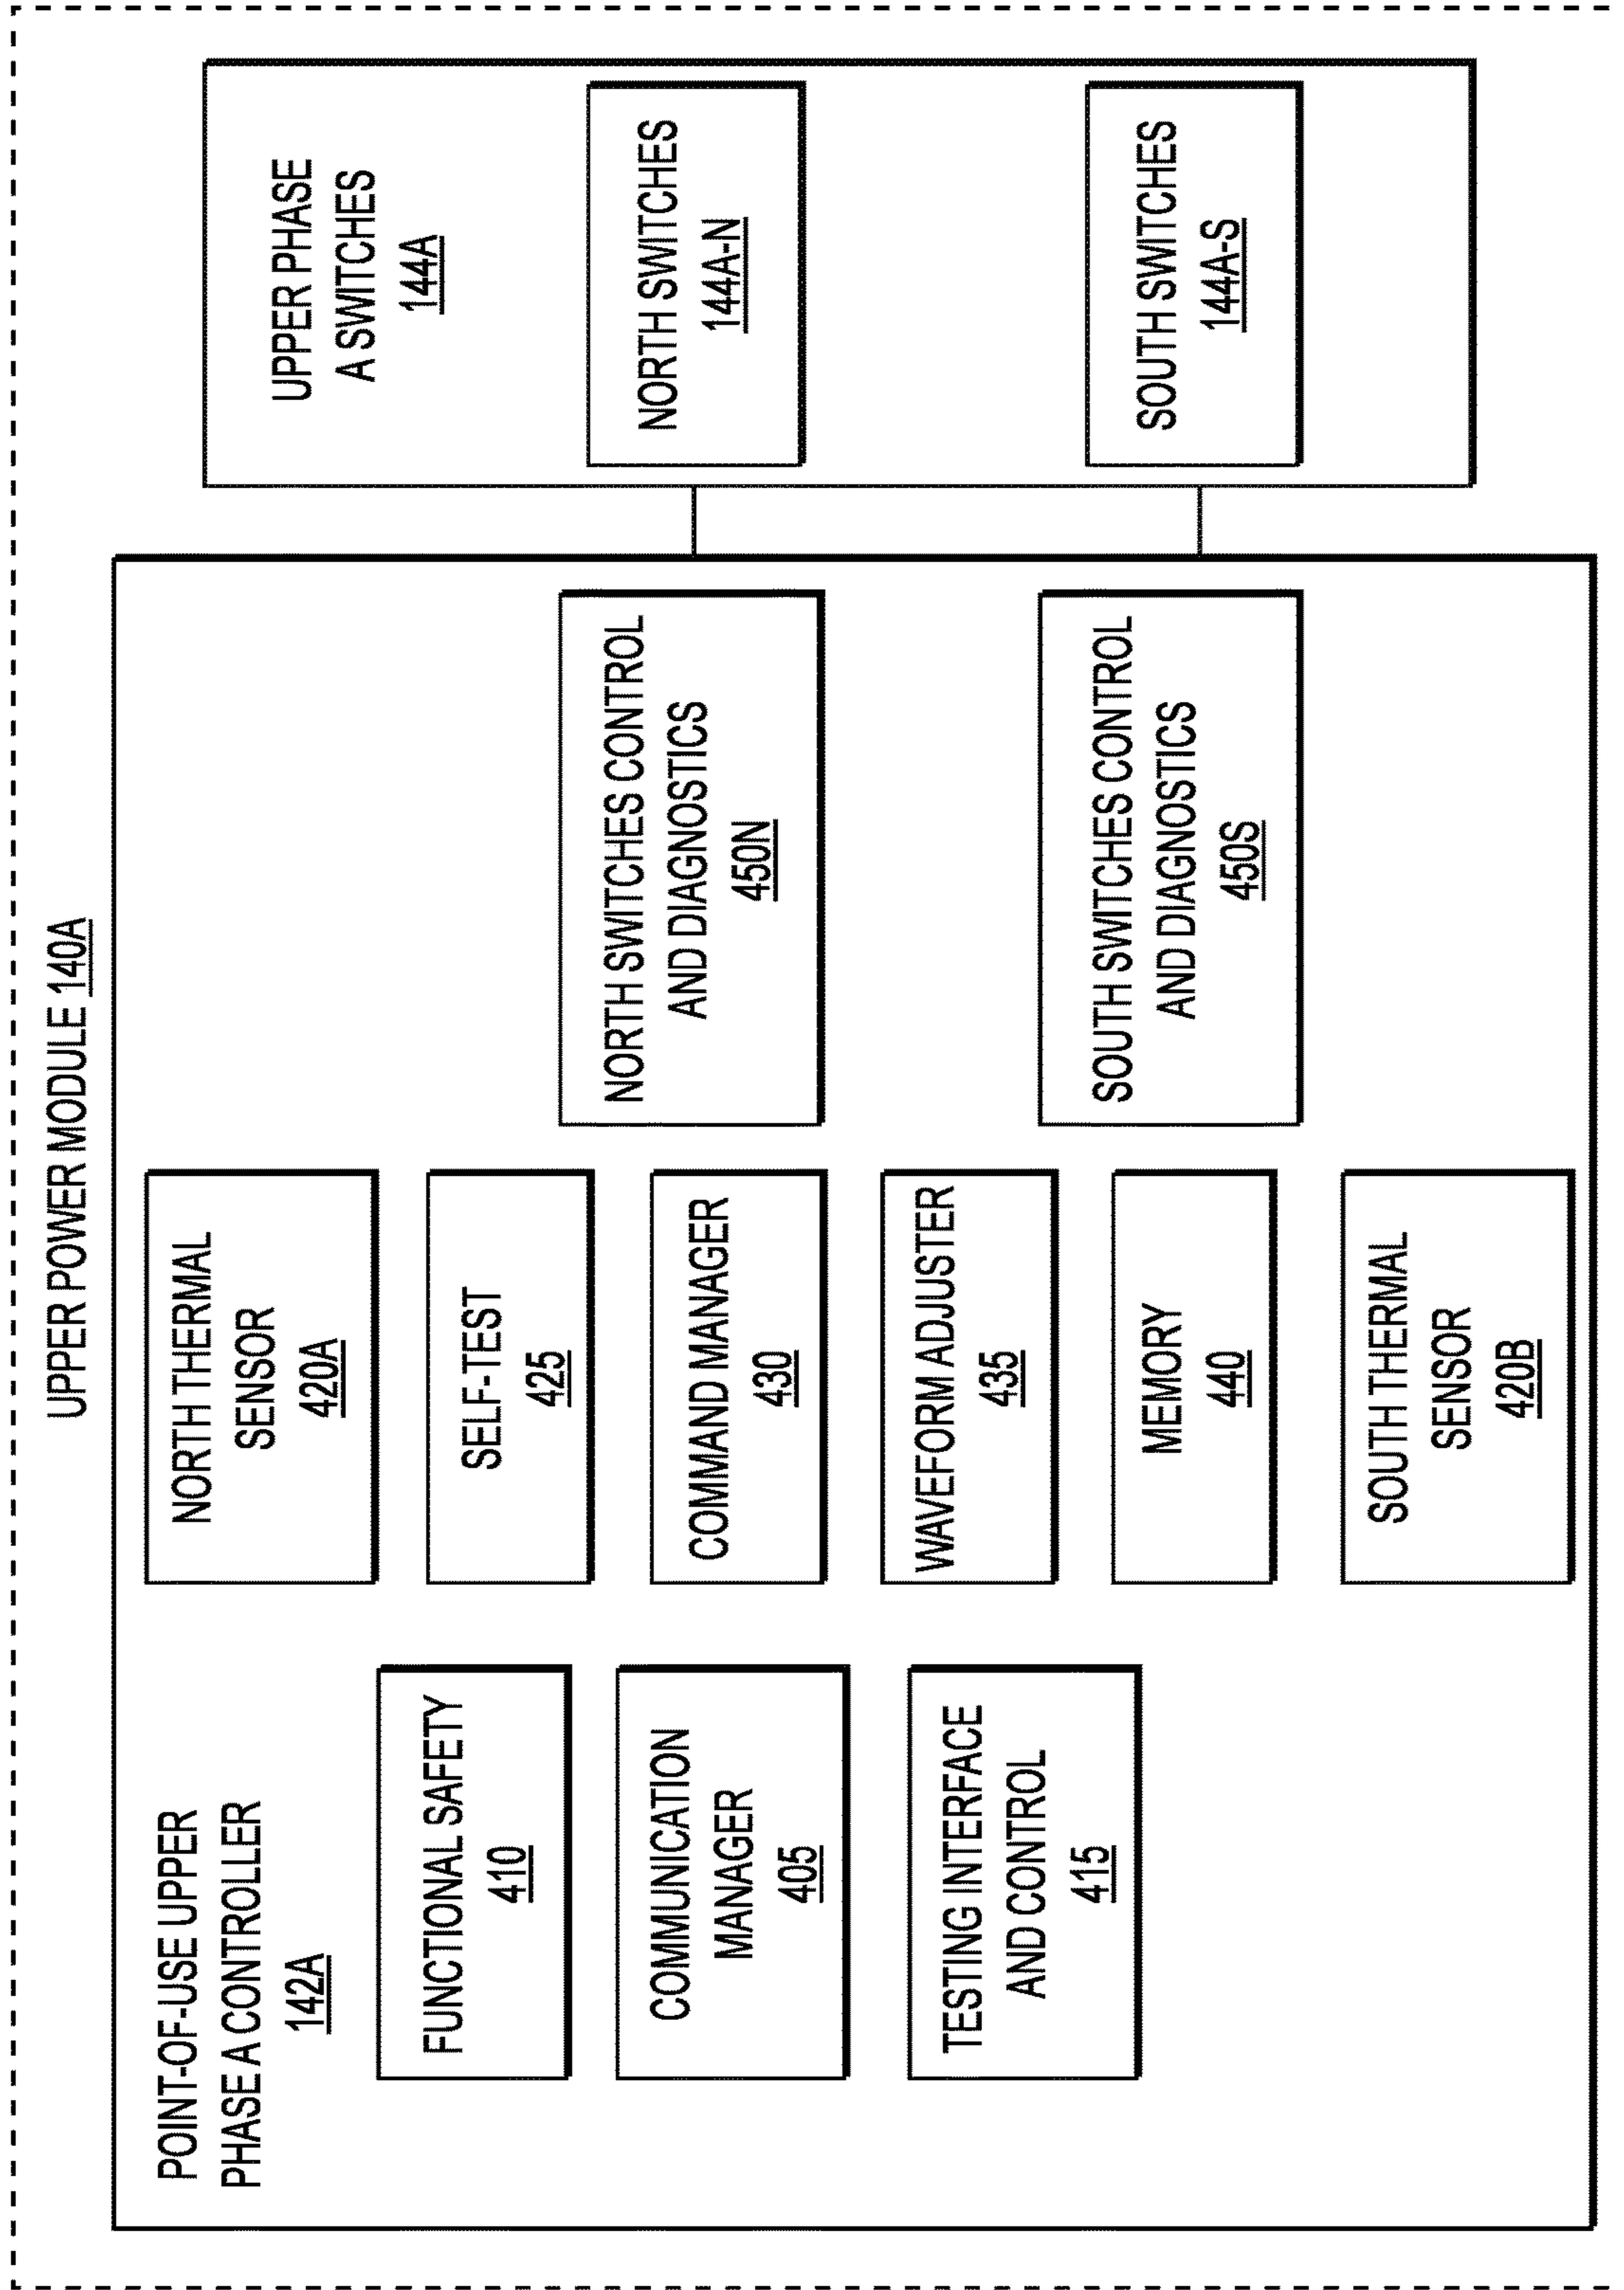 UPPER POWER MODULE 140A
POINT-OF-USE UPPER
PHASE A CONTROLLER
142A
FUNCTIONAL SAFETY
410
COMMUNICATION
MANAGER
405
TESTING INTERFACE
AND CONTROL
415
NORTH THERMAL
SENSOR
420A
SELF-TEST
425
COMMAND MANAGER
430
WAVEFORM ADJUSTER
435
MEMORY
440
SOUTH THERMAL
SENSOR
420B
NORTH SWITCHES CONTROL
AND DIAGNOSTICS
450N
SOUTH SWITCHES CONTROL
AND DIAGNOSTICS
450S
UPPER PHASE
A SWITCHES
144A
NORTH SWITCHES
144A-N
SOUTH SWITCHES
144A-S